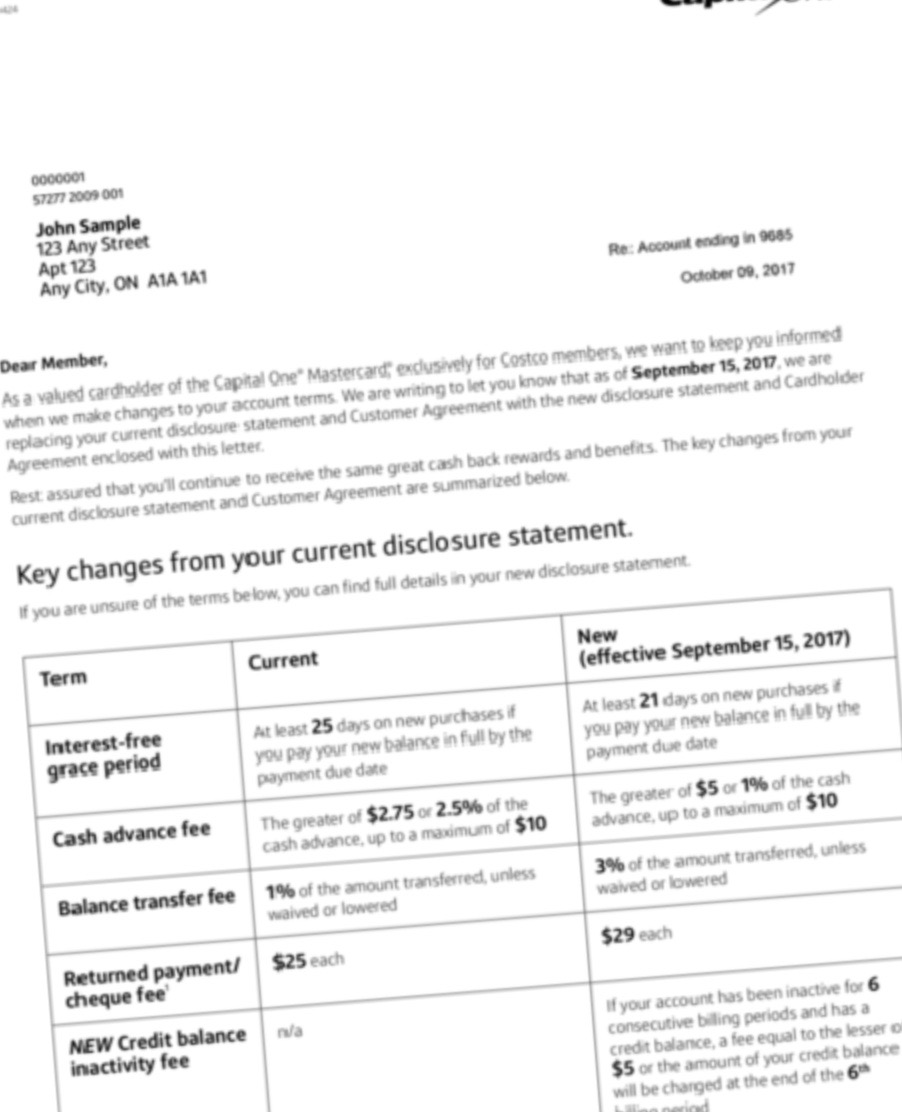 0000001
57277 2009 001
John Sample
123 Any Street
Apt 123
Any City, ON A1A 1A1
Re: Account ending in 9685
October 09, 2017
Dear Member,
As a valued cardholder of the Capital One® Mastercard®, exclusively for Costco members, we want to keep you informed
when we make changes to your account terms. We are writing to let you know that as of September 15, 2017, we are
replacing your current disclosure statement and Customer Agreement with the new disclosure statement and Cardholder
Agreement enclosed with this letter.
Rest assured that you'll continue to receive the same great cash back rewards and benefits. The key changes from your
current disclosure statement and Customer Agreement are summarized below.
Key changes from your current disclosure statement.
If you are unsure of the terms below, you can find full details in your new disclosure statement.
Term
Current
New
(effective September 15, 2017)
Interest-free
grace period
At least 25 days on new purchases if
you pay your new balance in full by the
payment due date
At least 21 days on new purchases if
you pay your new balance in full by the
payment due date
Cash advance fee
The greater of $2.75 or 2.5% of the
cash advance, up to a maximum of $10
The greater of $5 or 1% of the cash
advance, up to a maximum of $10
Balance transfer fee
1% of the amount transferred, unless
waived or lowered
3% of the amount transferred, unless
waived or lowered
Returned payment/
cheque fee¹
$25 each
$29 each
NEW Credit balance
inactivity fee
n/a
If your account has been inactive for 6
consecutive billing periods and has a
credit balance, a fee equal to the lesser of
$5 or the amount of your credit balance
will be charged at the end of the 6th
billing period